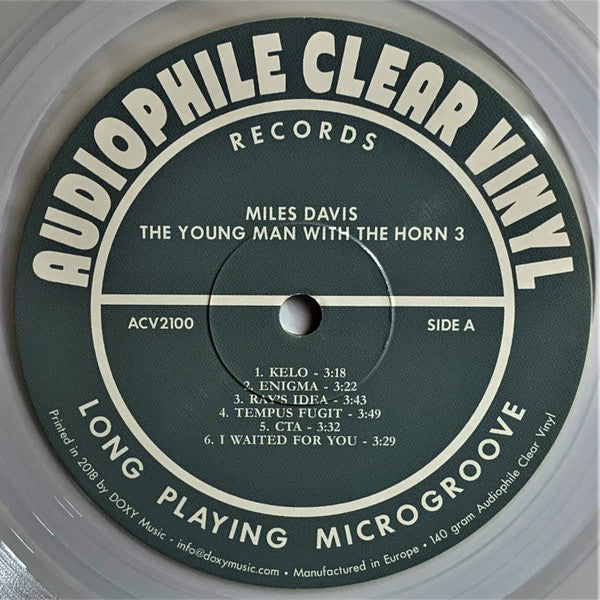 AUDIOPHILE CLEAR VINYL
RECORDS
MILES DAVIS
THE YOUNG MAN WITH THE HORN 3
ACV2100
SIDE A
1. KELO - 3:18
2. ENIGMA - 3:22
3. RAY'S IDEA - 3:43
4. TEMPUS FUGIT - 3:49
5. CTA - 3:32
6. I WAITED FOR YOU - 3:29
LONG PLAYING MICROGROOVE
Printed in 2018 by DOXY Music - info@doxymusic.com • Manufactured in Europe • 140 gram Audiophile Clear Vinyl